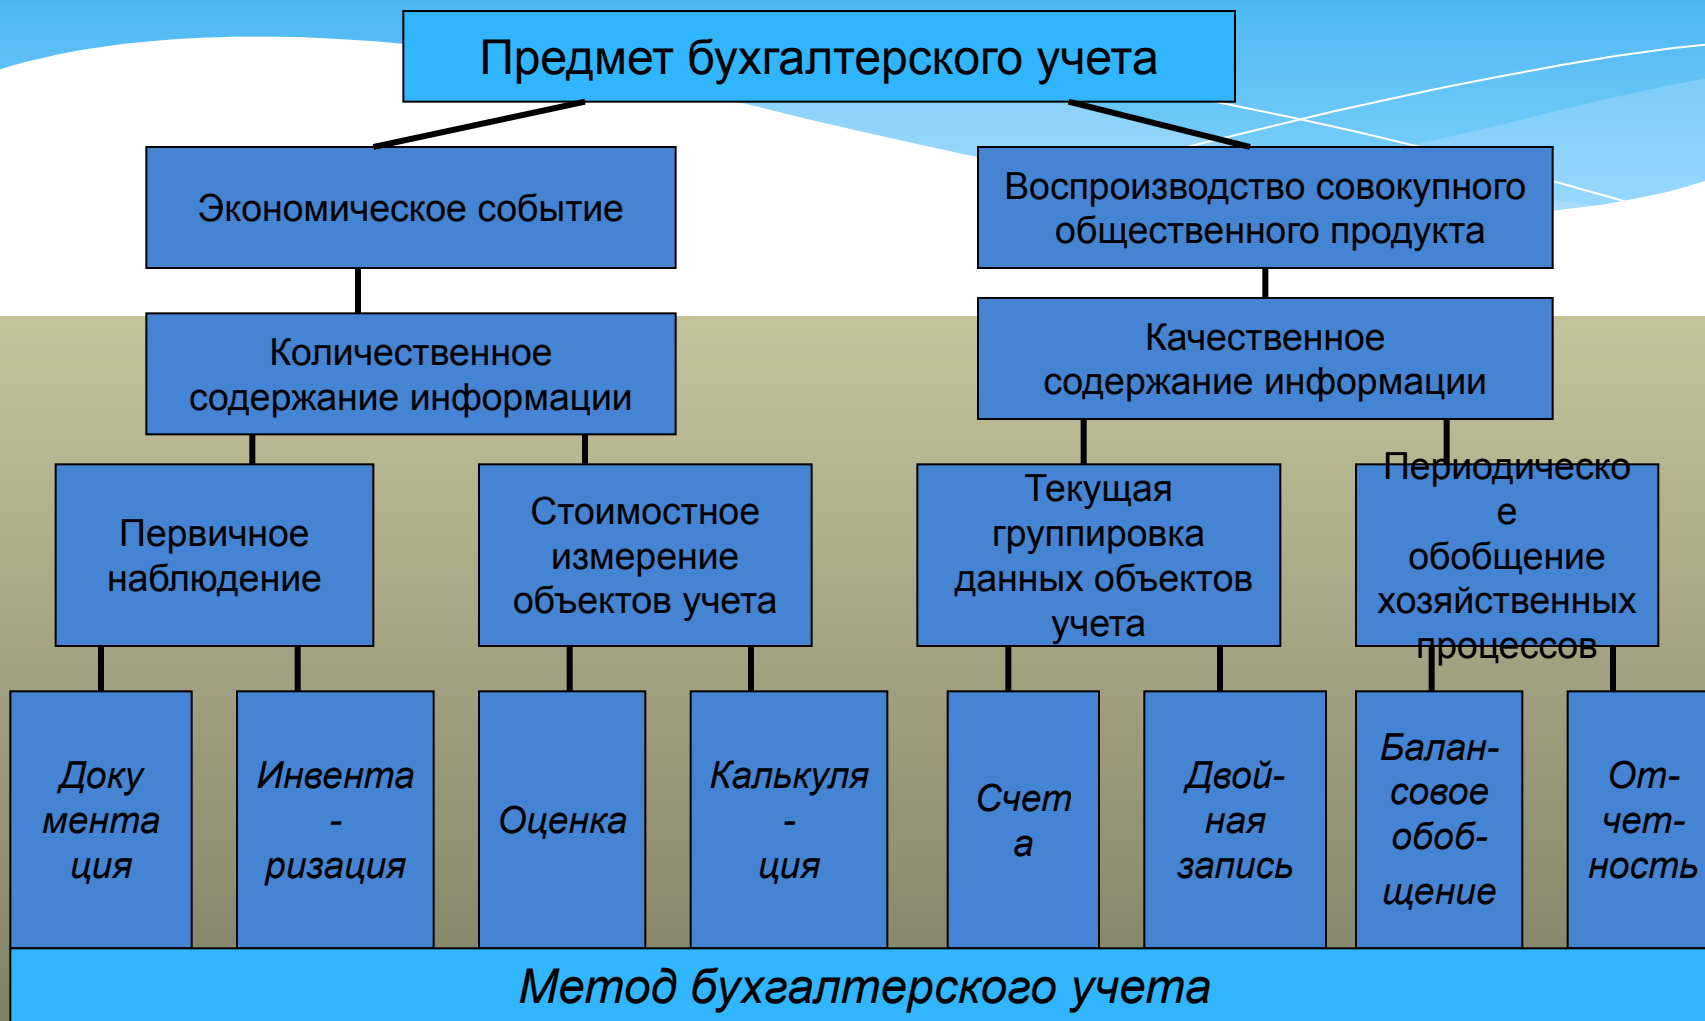 Предмет бухгалтерского учета
Экономическое событие
Воспроизводство совокупного
общественного продукта
Количественное
содержание информации
Качественное
содержание информации
Первичное
наблюдение
Стоимостное
измерение
объектов учета
Текущая
группировка
данных объектов
учета
Периодическо
е
обобщение
хозяйственных
процессов
Доку
мента
ция
Инвента
-
ризация
Оценка
Калькуля
-
ция
Счет
а
Двой-
ная
запись
Балан-
совое
обоб-
щение
От-
чет-
ность
Метод бухгалтерского учета